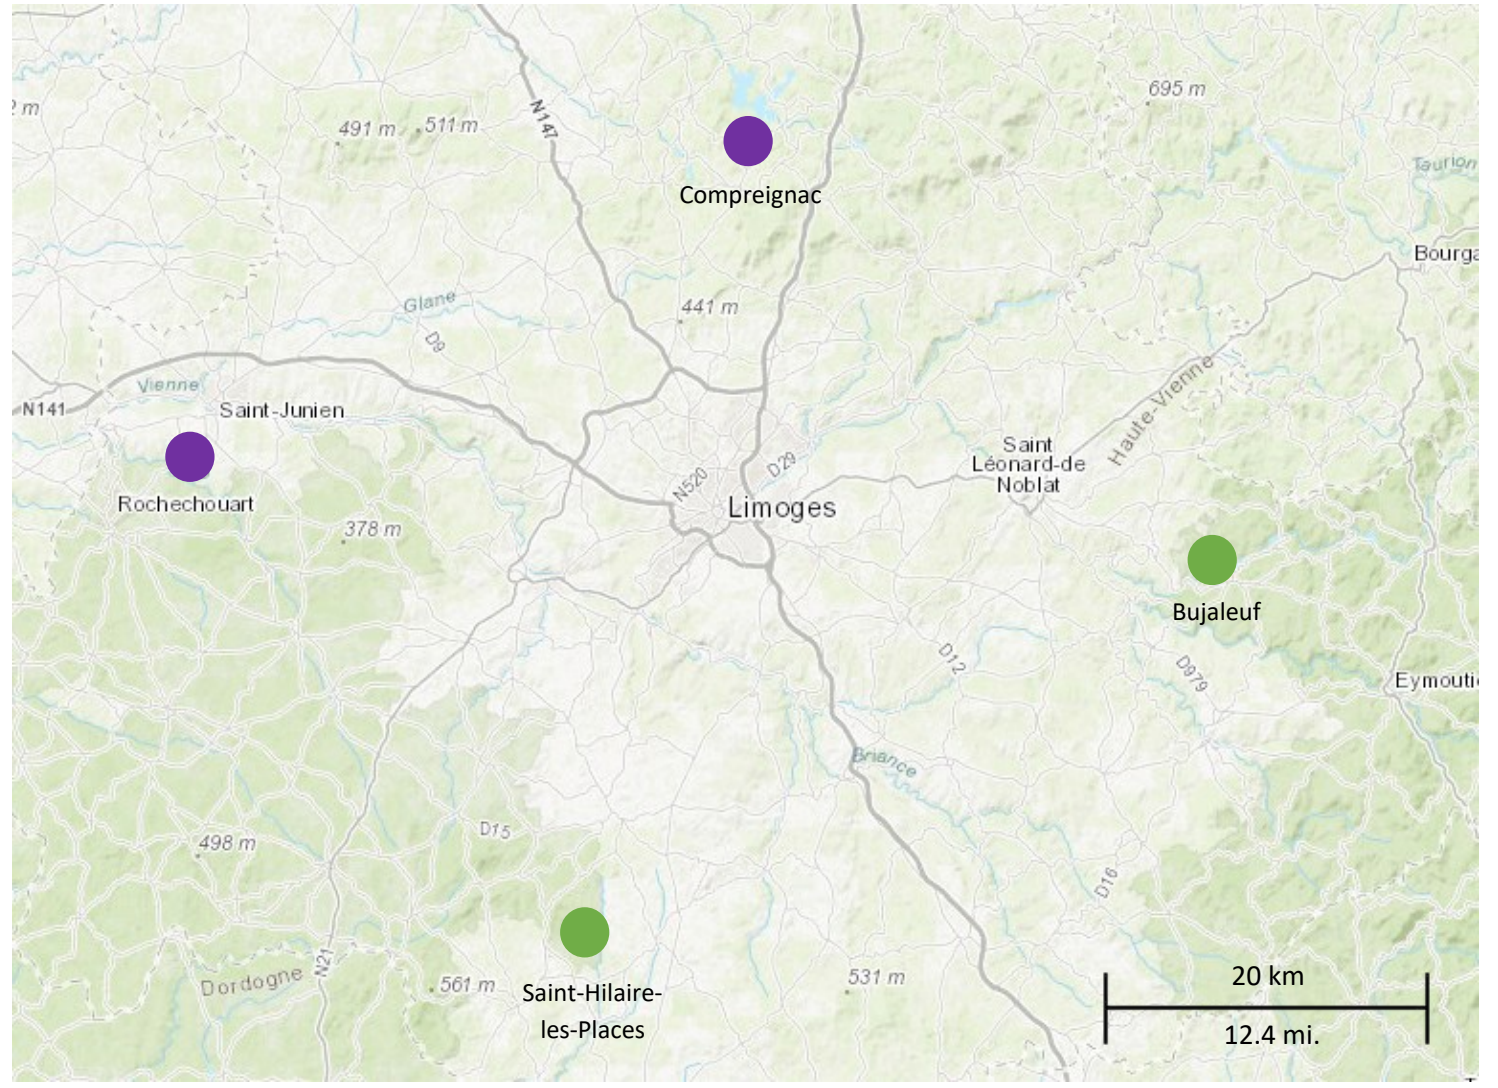 695 m
2 m
491 m
511 m
N147
Taurion
Compreignac
Bourga
Glane
441 m
D9
Vienne
N141
Saint-Junien
Haute-Vienne
Saint
Léonard-de
Noblat
D29
N520
Limoges
Rochechouart
378 m
Bujaleuf
D12
D979
Eymoutie
Briance
D15
498 m
D16
N21
Dordogne
561 m
531 m
Saint-Hilaire-
les-Places
20 km
12.4 mi.